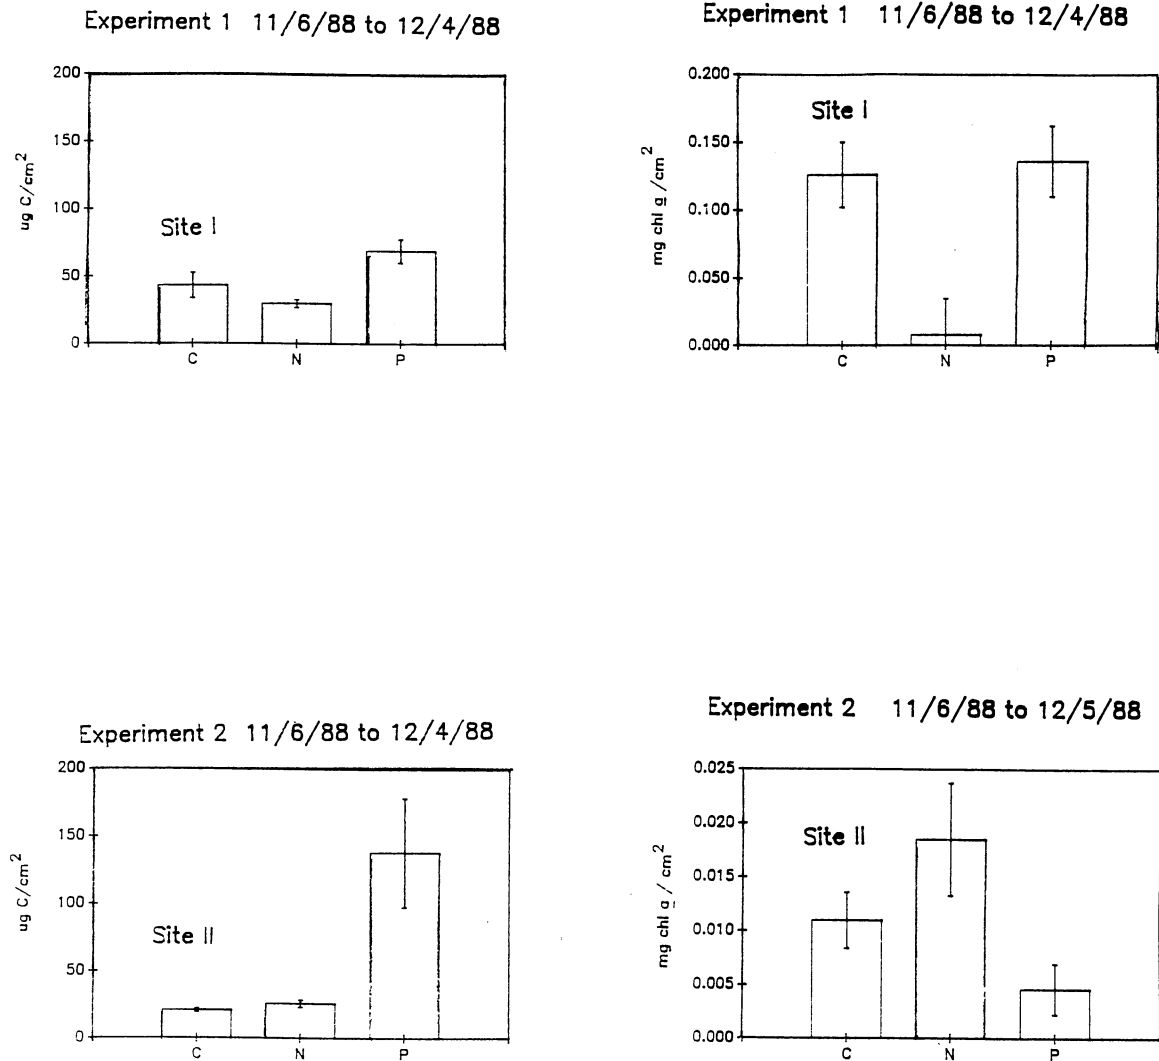 Experiment 1 11/6/88 to 12/4/88
200
150
100
50
0
ug C/cm²
Site I
C N P
Experiment 1 11/6/88 to 12/4/88
0.200
0.150
0.100
0.050
0.000
mg chl a /cm²
Site I
C N P
Experiment 2 11/6/88 to 12/4/88
200
150
100
50
0
ug C/cm²
Site II
C N P
Experiment 2 11/6/88 to 12/5/88
0.025
0.020
0.015
0.010
0.005
0.000
mg chl a / cm²
Site II
C N P